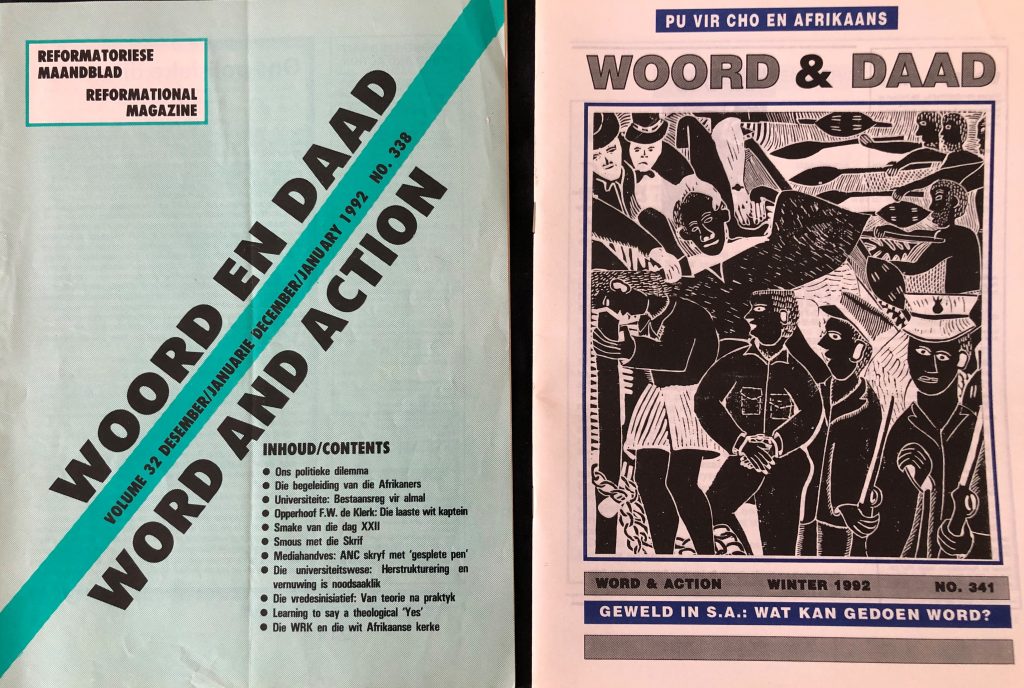 REFORMATORIESE
MAANDBLAD
REFORMATIONAL
MAGAZINE
WOORD EN DAAD
VOLUME 32 DESEMBER/JANUARIE DECEMBER/JANUARY 1992 NO. 338
WORD AND ACTION
INHOUD/CONTENTS
● Ons politieke dilemma
● Die begeleiding van die Afrikaners
● Universiteite: Bestaansreg vir almal
● Opperhoof F.W. de Klerk: Die laaste wit kaptein
● Smake van die dag XXII
● Smous met die Skrif
● Mediahandves: ANC skryf met 'gesplete pen'
● Die universiteitswese: Herstrukturering en
vernuwing is noodsaaklik
● Die vredesinisiatief: Van teorie na praktyk
● Learning to say a theological 'Yes'
● Die WRK en die wit Afrikaanse kerke
PU VIR CHO EN AFRIKAANS
WOORD & DAAD
WORD & ACTION WINTER 1992 NO. 341
GEWELD IN S.A.: WAT KAN GEDOEN WORD?